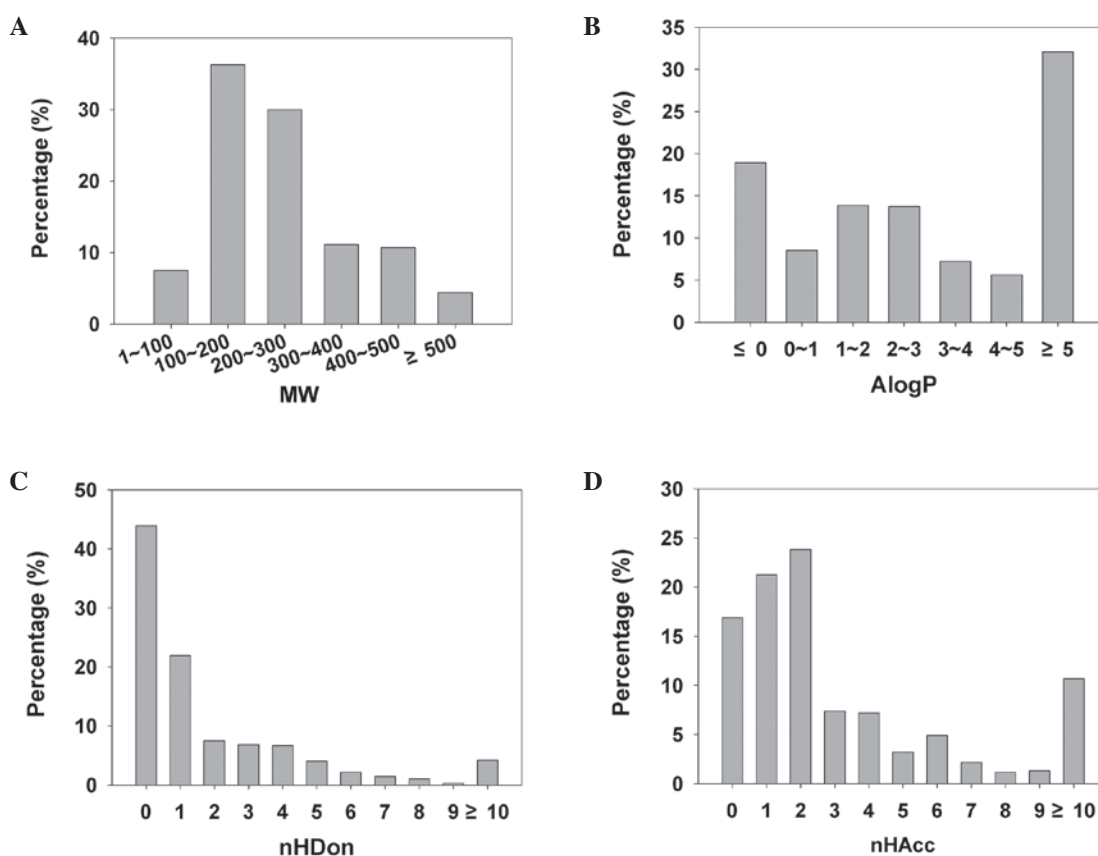 A
Percentage (%)
40
30
20
10
0
1~100
100~200
200~300
300~400
400~500
≥ 500
MW
B
Percentage (%)
35
30
25
20
15
10
5
0
≤ 0
0~1
1~2
2~3
3~4
4~5
≥ 5
AlogP
C
Percentage (%)
50
40
30
20
10
0
0 1 2 3 4 5 6 7 8 9 ≥ 10
nHDon
D
Percentage (%)
30
25
20
15
10
5
0
0 1 2 3 4 5 6 7 8 9 ≥ 10
nHAcc